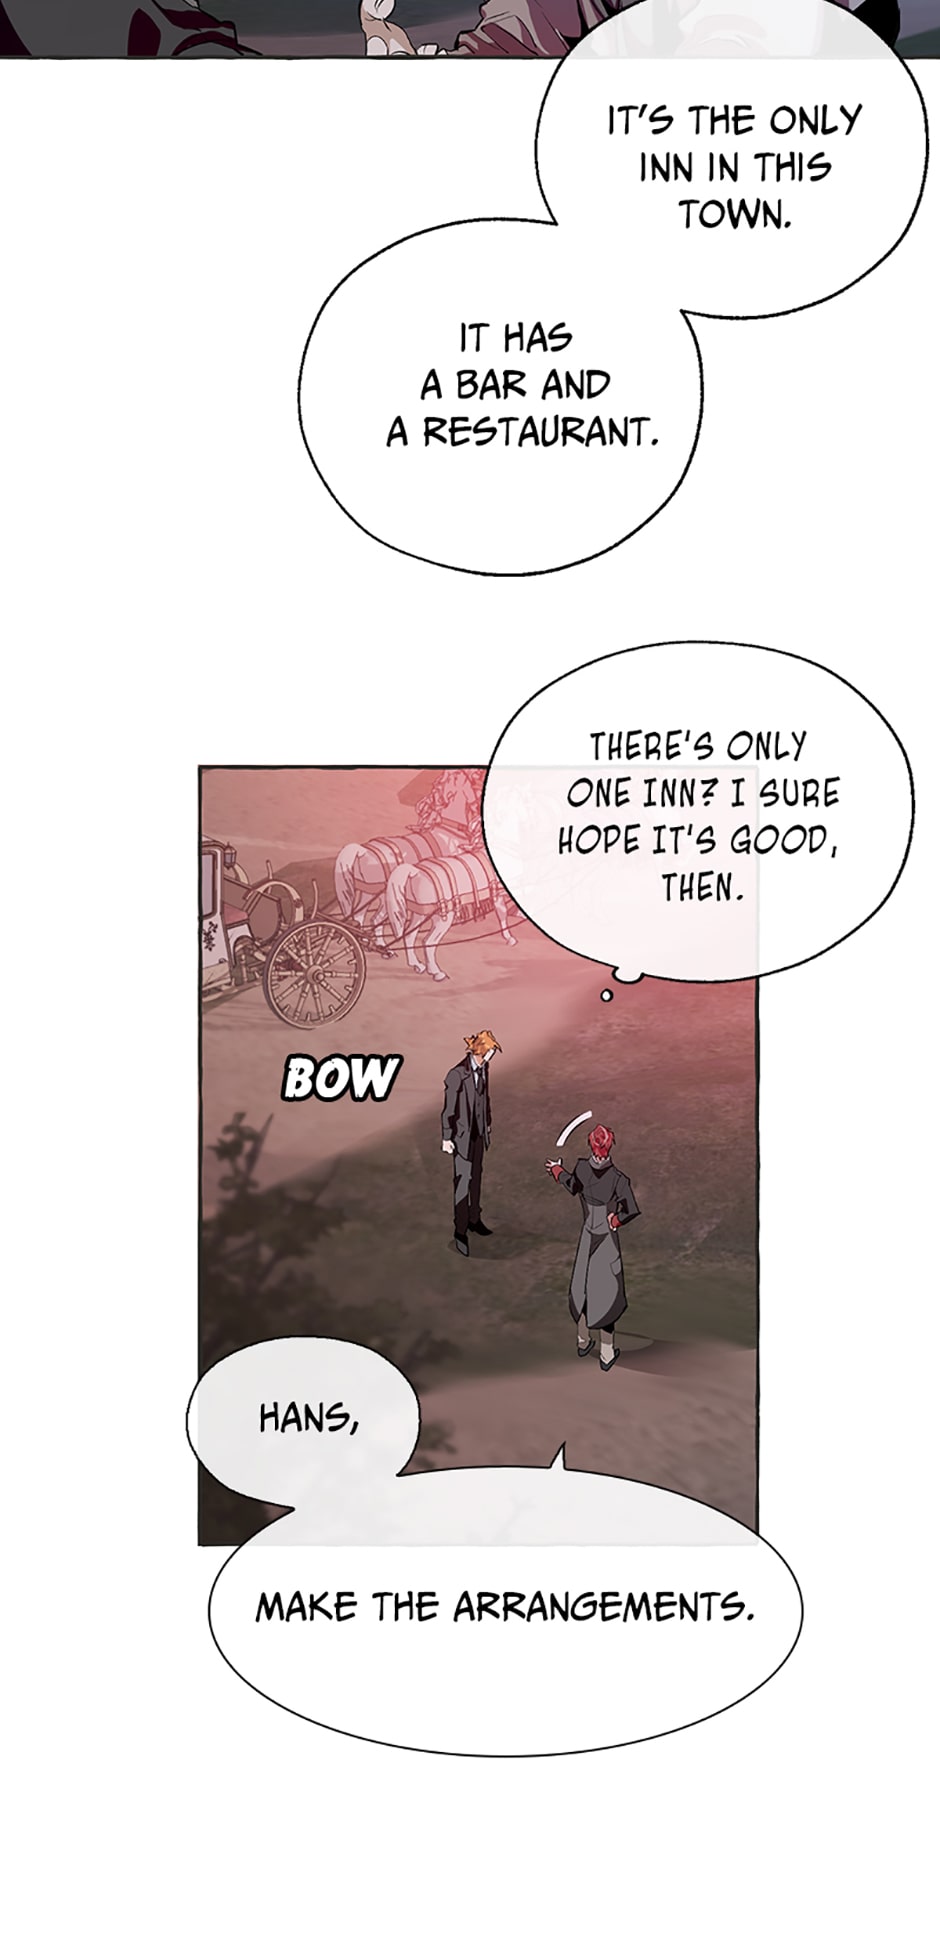 IT'S THE ONLY
INN IN THIS
TOWN.
IT HAS
A BAR AND
A RESTAURANT.
THERE'S ONLY
ONE INN? I SURE
HOPE IT'S GOOD,
THEN.
BOW
HANS,
MAKE THE ARRANGEMENTS.